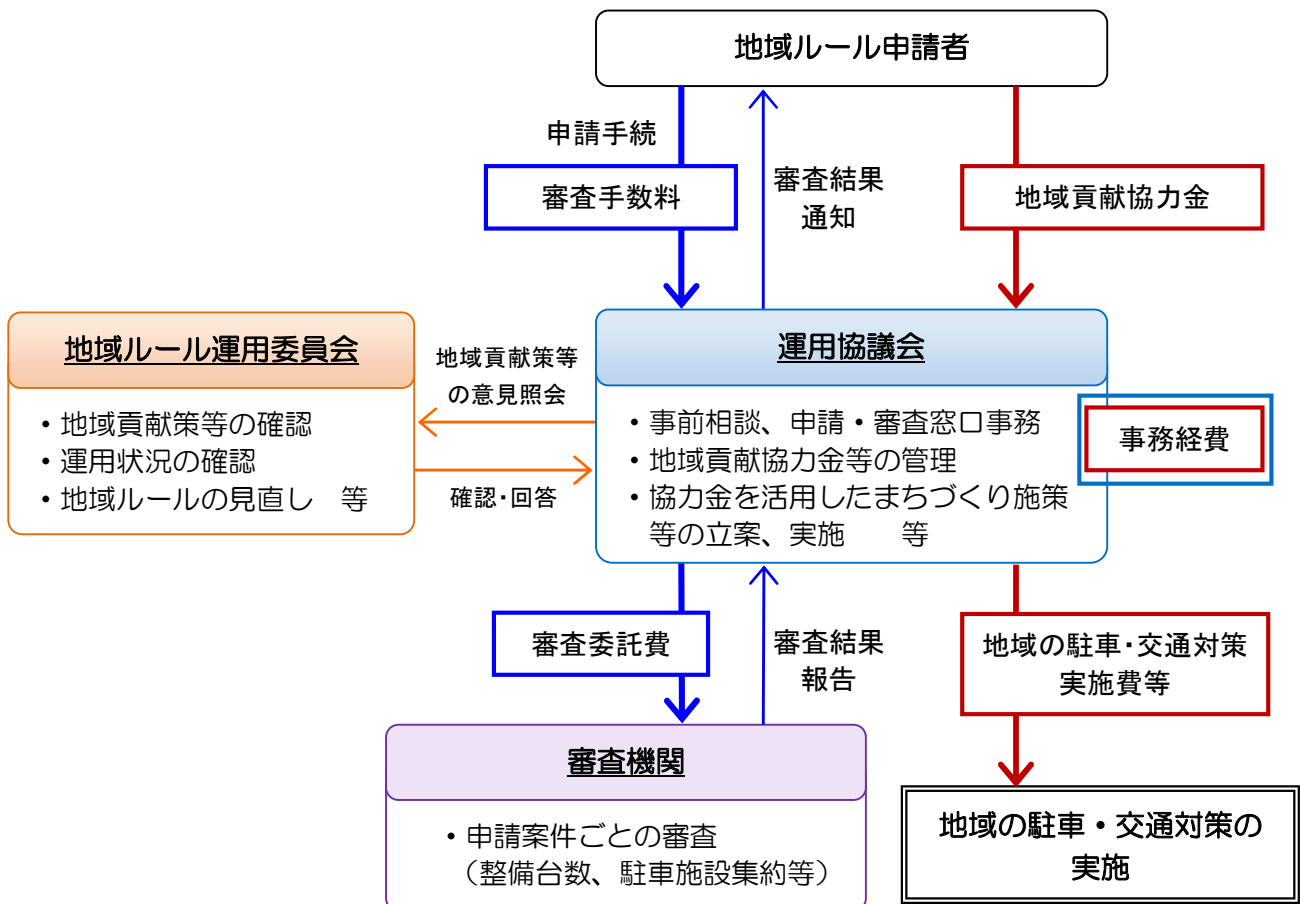 地域ルール申請者
申請手続
審査手数料
審査結果
通知
地域貢献協力金
地域ルール運用委員会
・地域貢献策等の確認
・運用状況の確認
・地域ルールの見直し　等
地域貢献策等
の意見照会
確認・回答
運用協議会
・事前相談、申請・審査窓口事務
・地域貢献協力金等の管理
・協力金を活用したまちづくり施策
等の立案、実施　　等
事務経費
審査委託費
審査結果
報告
地域の駐車・交通対策
実施費等
審査機関
・申請案件ごとの審査
（整備台数、駐車施設集約等）
地域の駐車・交通対策の
実施